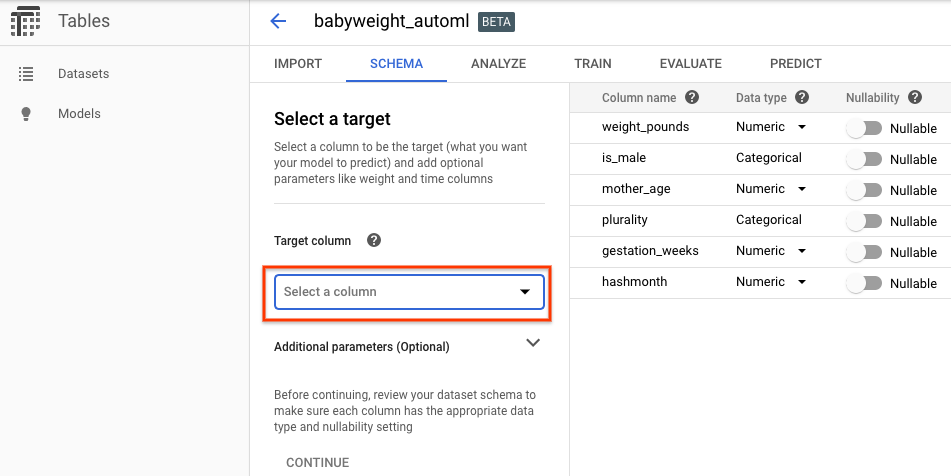 Tables
babyweight_automl BETA
Datasets
Models
IMPORT SCHEMA ANALYZE TRAIN EVALUATE PREDICT
Select a target
Select a column to be the target (what you want
your model to predict) and add optional
parameters like weight and time columns
Target column ?
Select a column
Additional parameters (Optional)
Before continuing, review your dataset schema to
make sure each column has the appropriate data
type and nullability setting
CONTINUE
Column name ? Data type ? Nullability ?
weight_pounds Numeric Nullable
is_male Categorical Nullable
mother_age Numeric Nullable
plurality Categorical Nullable
gestation_weeks Numeric Nullable
hashmonth Numeric Nullable